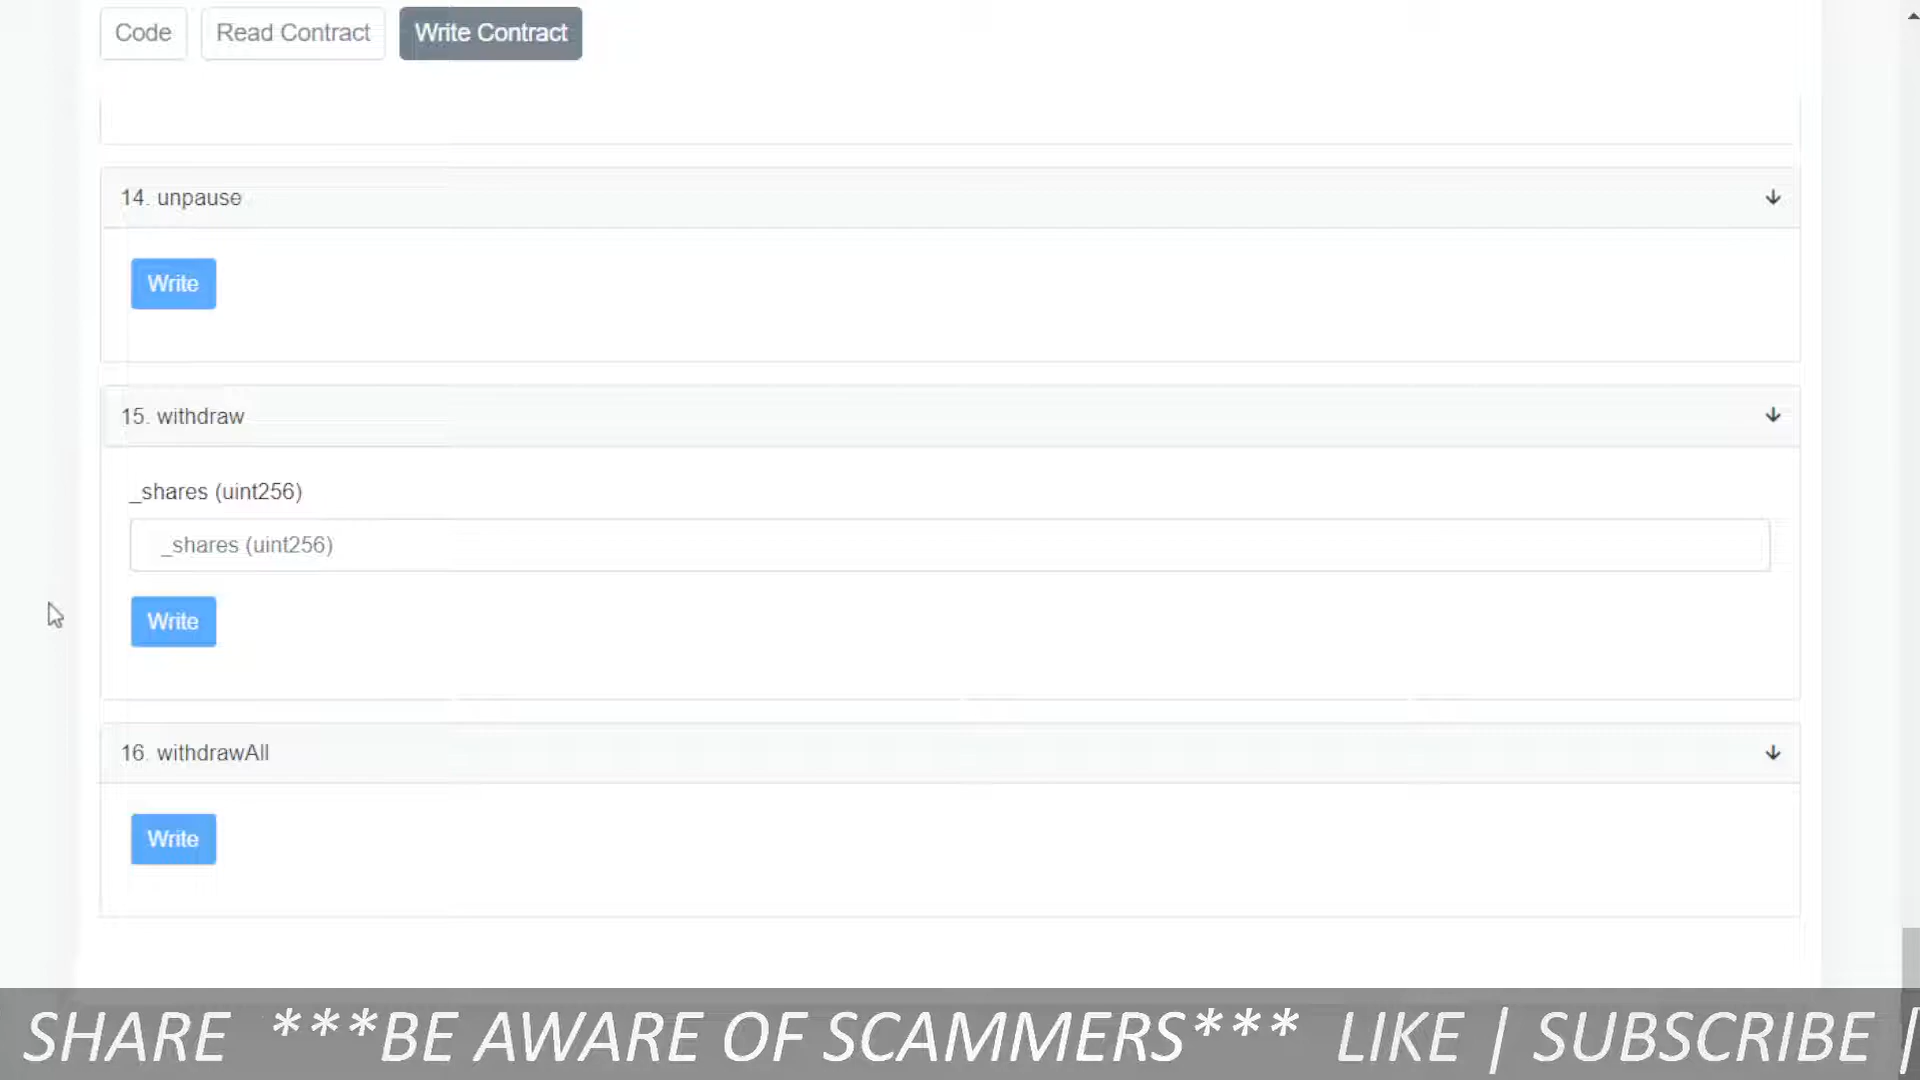 Code Read Contract Write Contract
14. unpause
Write
15. withdraw
_shares (uint256)
_shares (uint256)
Write
16. withdrawAll
Write
SHARE ***BE AWARE OF SCAMMERS*** LIKE | SUBSCRIBE |